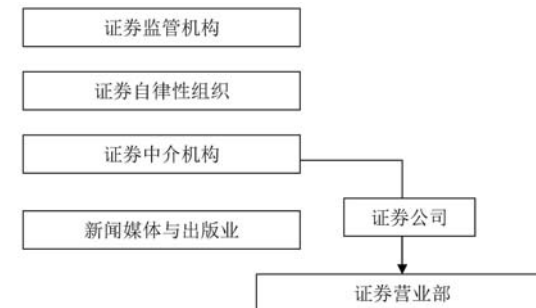 证券监管机构
证券自律性组织
证券中介机构
新闻媒体与出版业
证券公司
证券营业部